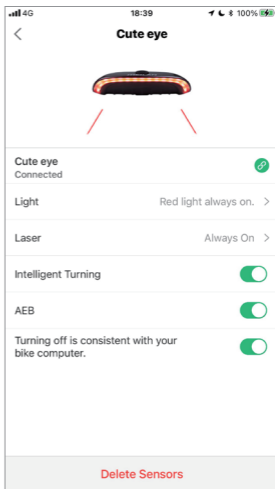 4G 18:39 100%
Cute eye
Cute eye
Connected
Light Red light always on.
Laser Always On
Intelligent Turning
AEB
Turning off is consistent with your
bike computer.
Delete Sensors